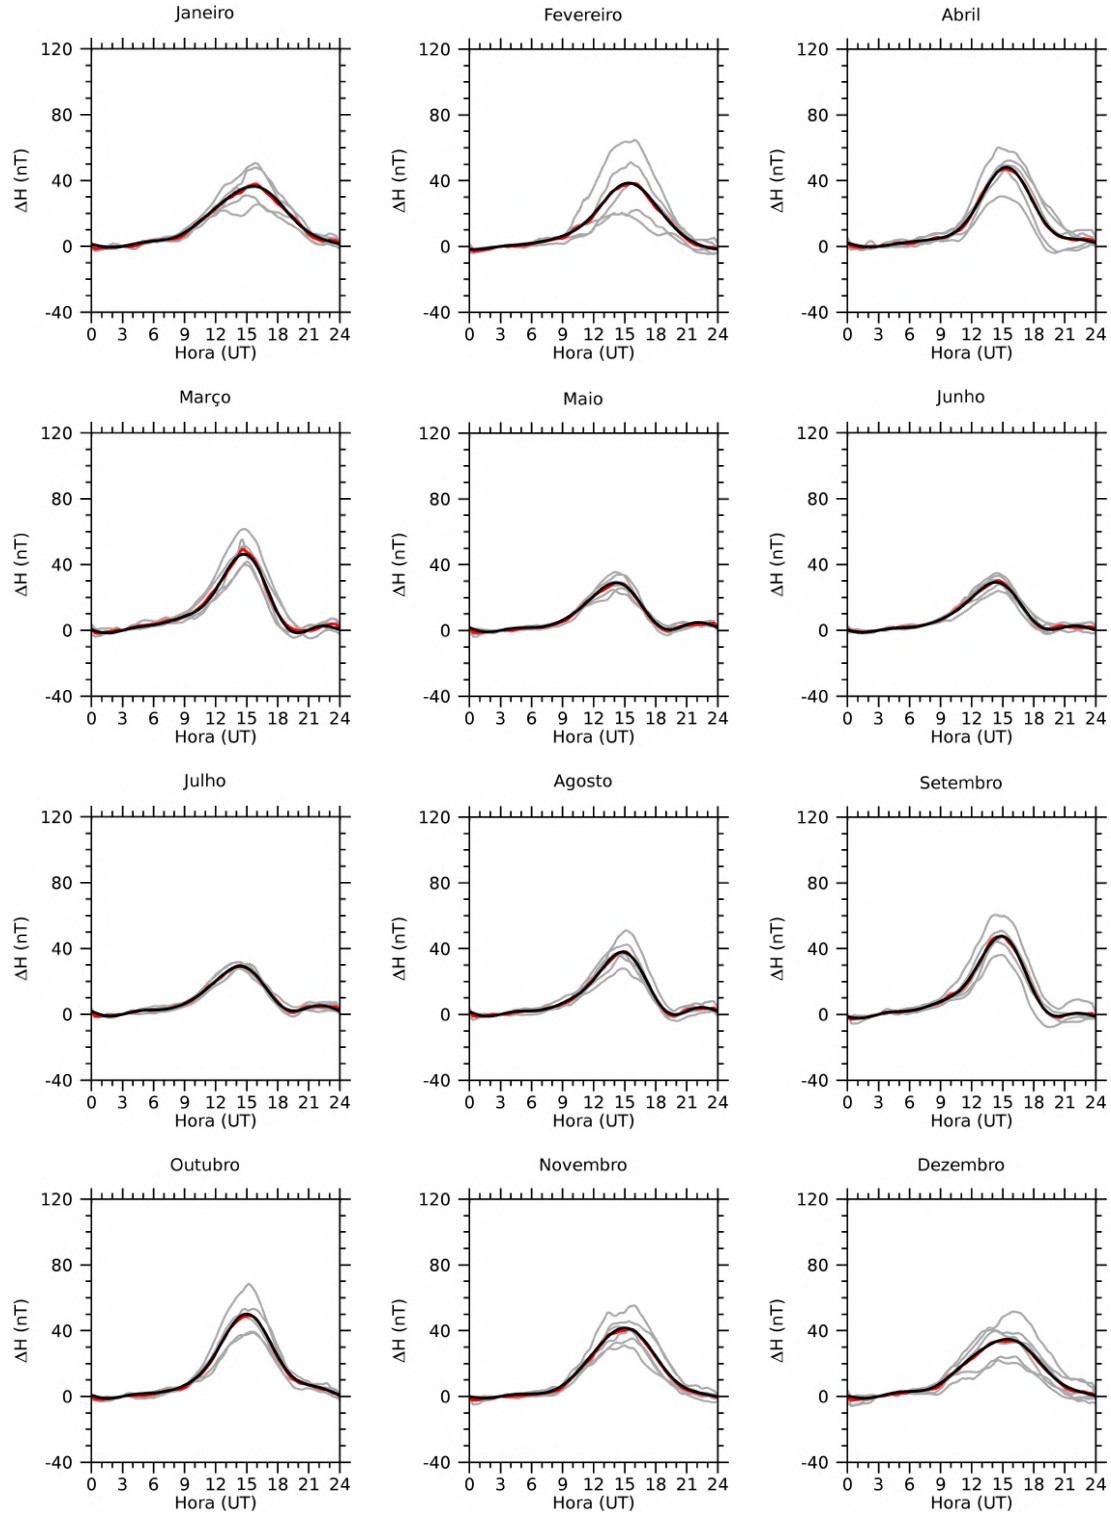 Janeiro Fevereiro Abril
120 120 120
80 80 80
ΔH (nT) ΔH (nT) ΔH (nT)
40 40 40
0 0 0
-40 -40 -40
0 3 6 9 12 15 18 21 24 0 3 6 9 12 15 18 21 24 0 3 6 9 12 15 18 21 24
Hora (UT) Hora (UT) Hora (UT)
Março Maio Junho
120 120 120
80 80 80
ΔH (nT) ΔH (nT) ΔH (nT)
40 40 40
0 0 0
-40 -40 -40
0 3 6 9 12 15 18 21 24 0 3 6 9 12 15 18 21 24 0 3 6 9 12 15 18 21 24
Hora (UT) Hora (UT) Hora (UT)
Julho Agosto Setembro
120 120 120
80 80 80
ΔH (nT) ΔH (nT) ΔH (nT)
40 40 40
0 0 0
-40 -40 -40
0 3 6 9 12 15 18 21 24 0 3 6 9 12 15 18 21 24 0 3 6 9 12 15 18 21 24
Hora (UT) Hora (UT) Hora (UT)
Outubro Novembro Dezembro
120 120 120
80 80 80
ΔH (nT) ΔH (nT) ΔH (nT)
40 40 40
0 0 0
-40 -40 -40
0 3 6 9 12 15 18 21 24 0 3 6 9 12 15 18 21 24 0 3 6 9 12 15 18 21 24
Hora (UT) Hora (UT) Hora (UT)